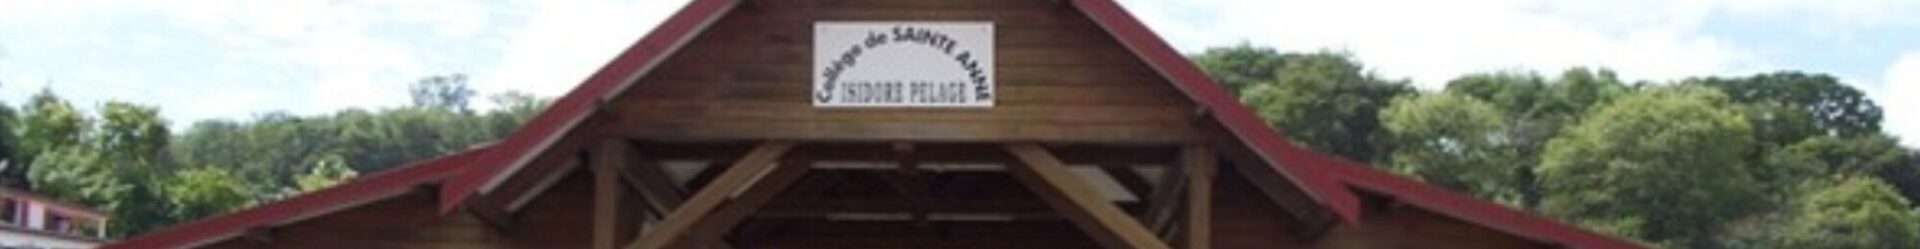 Collège de SAINTE ANNE
ISIDORE PELAGE